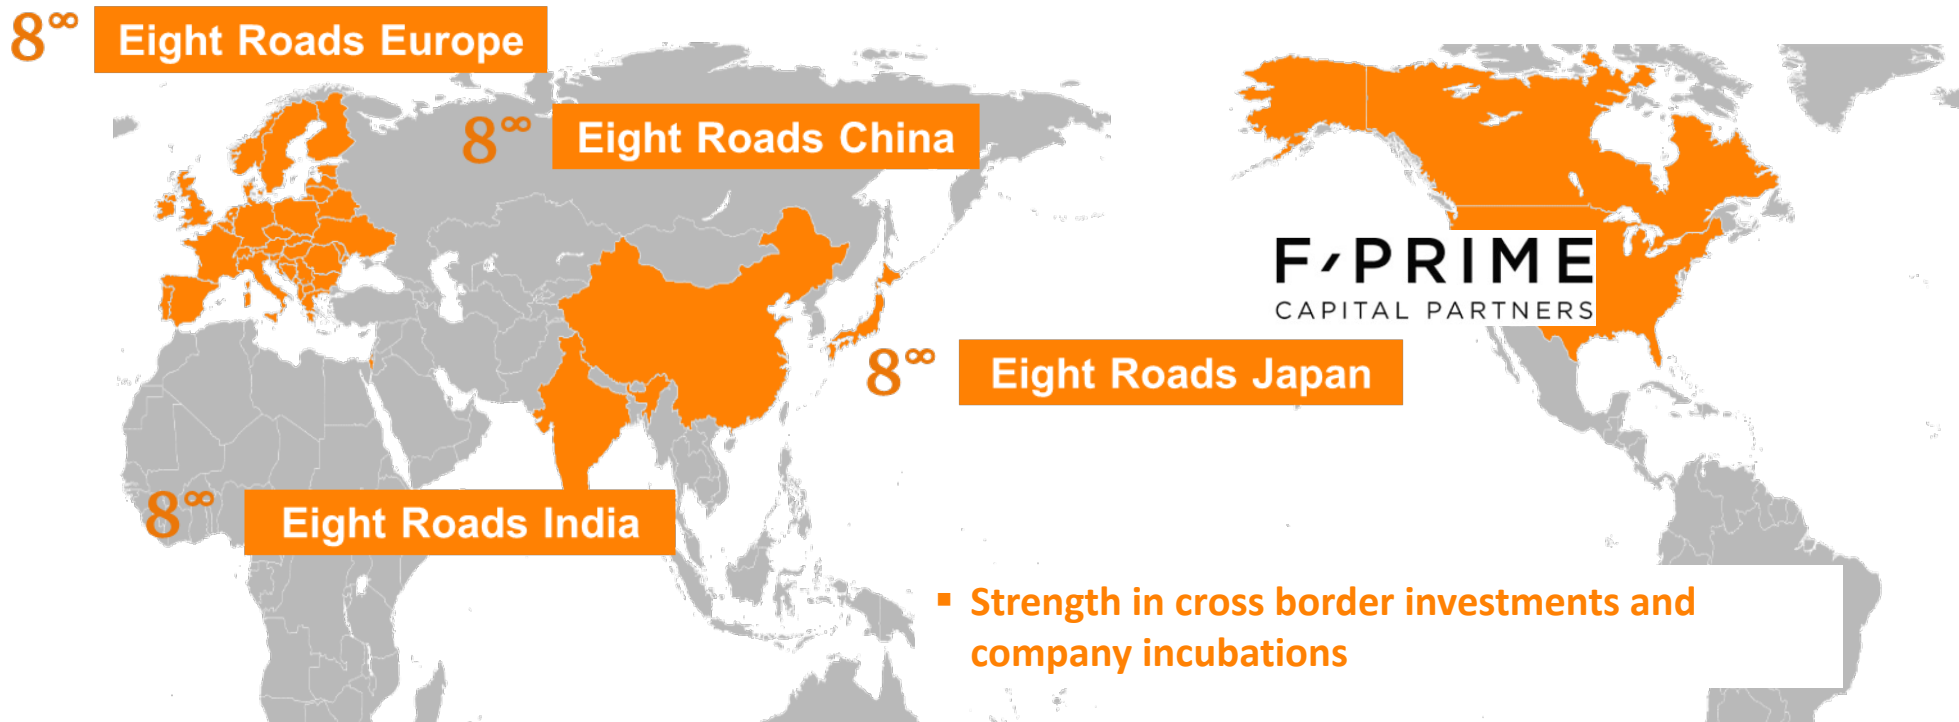 8∞ Eight Roads Europe
8∞ Eight Roads China
F-PRIME
CAPITAL PARTNERS
8∞ Eight Roads Japan
8∞ Eight Roads India
▪ Strength in cross border investments and
company incubations